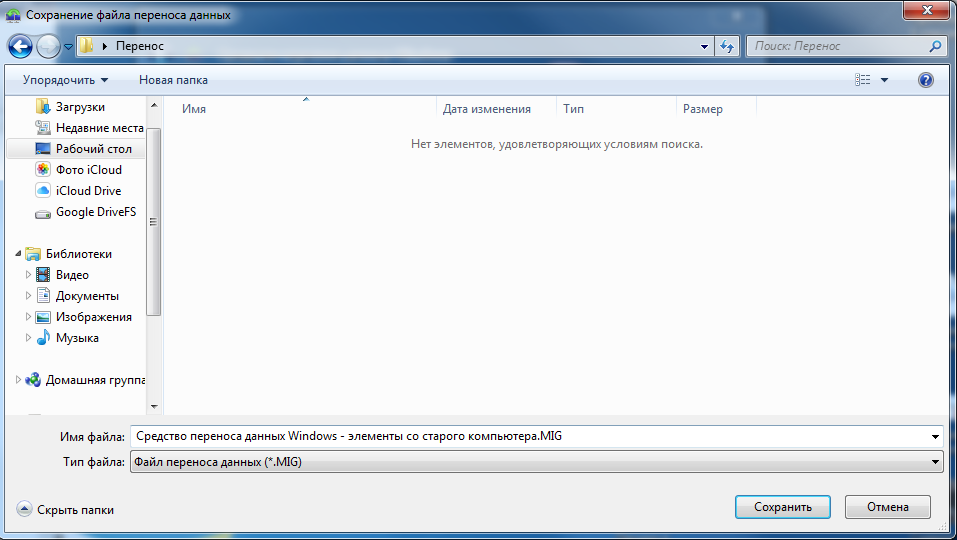 Сохранение файла переноса данных
Перенос
Поиск: Перенос
Упорядочить
Новая папка
Имя
Дата изменения
Тип
Размер
Нет элементов, удовлетворяющих условиям поиска.
Загрузки
Недавние места
Рабочий стол
Фото iCloud
iCloud Drive
Google DriveFS
Библиотеки
Видео
Документы
Изображения
Музыка
Домашняя группа
Имя файла: Средство переноса данных Windows - элементы со старого компьютера.MIG
Тип файла: Файл переноса данных (*.MIG)
Скрыть папки
Сохранить
Отмена